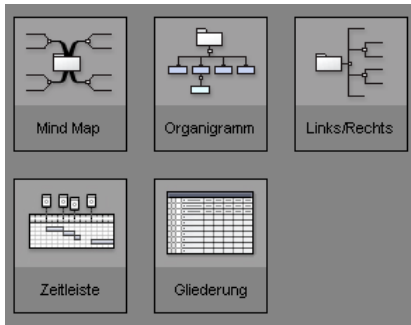 Mind Map
Organigramm
Links/Rechts
Zeitleiste
Gliederung